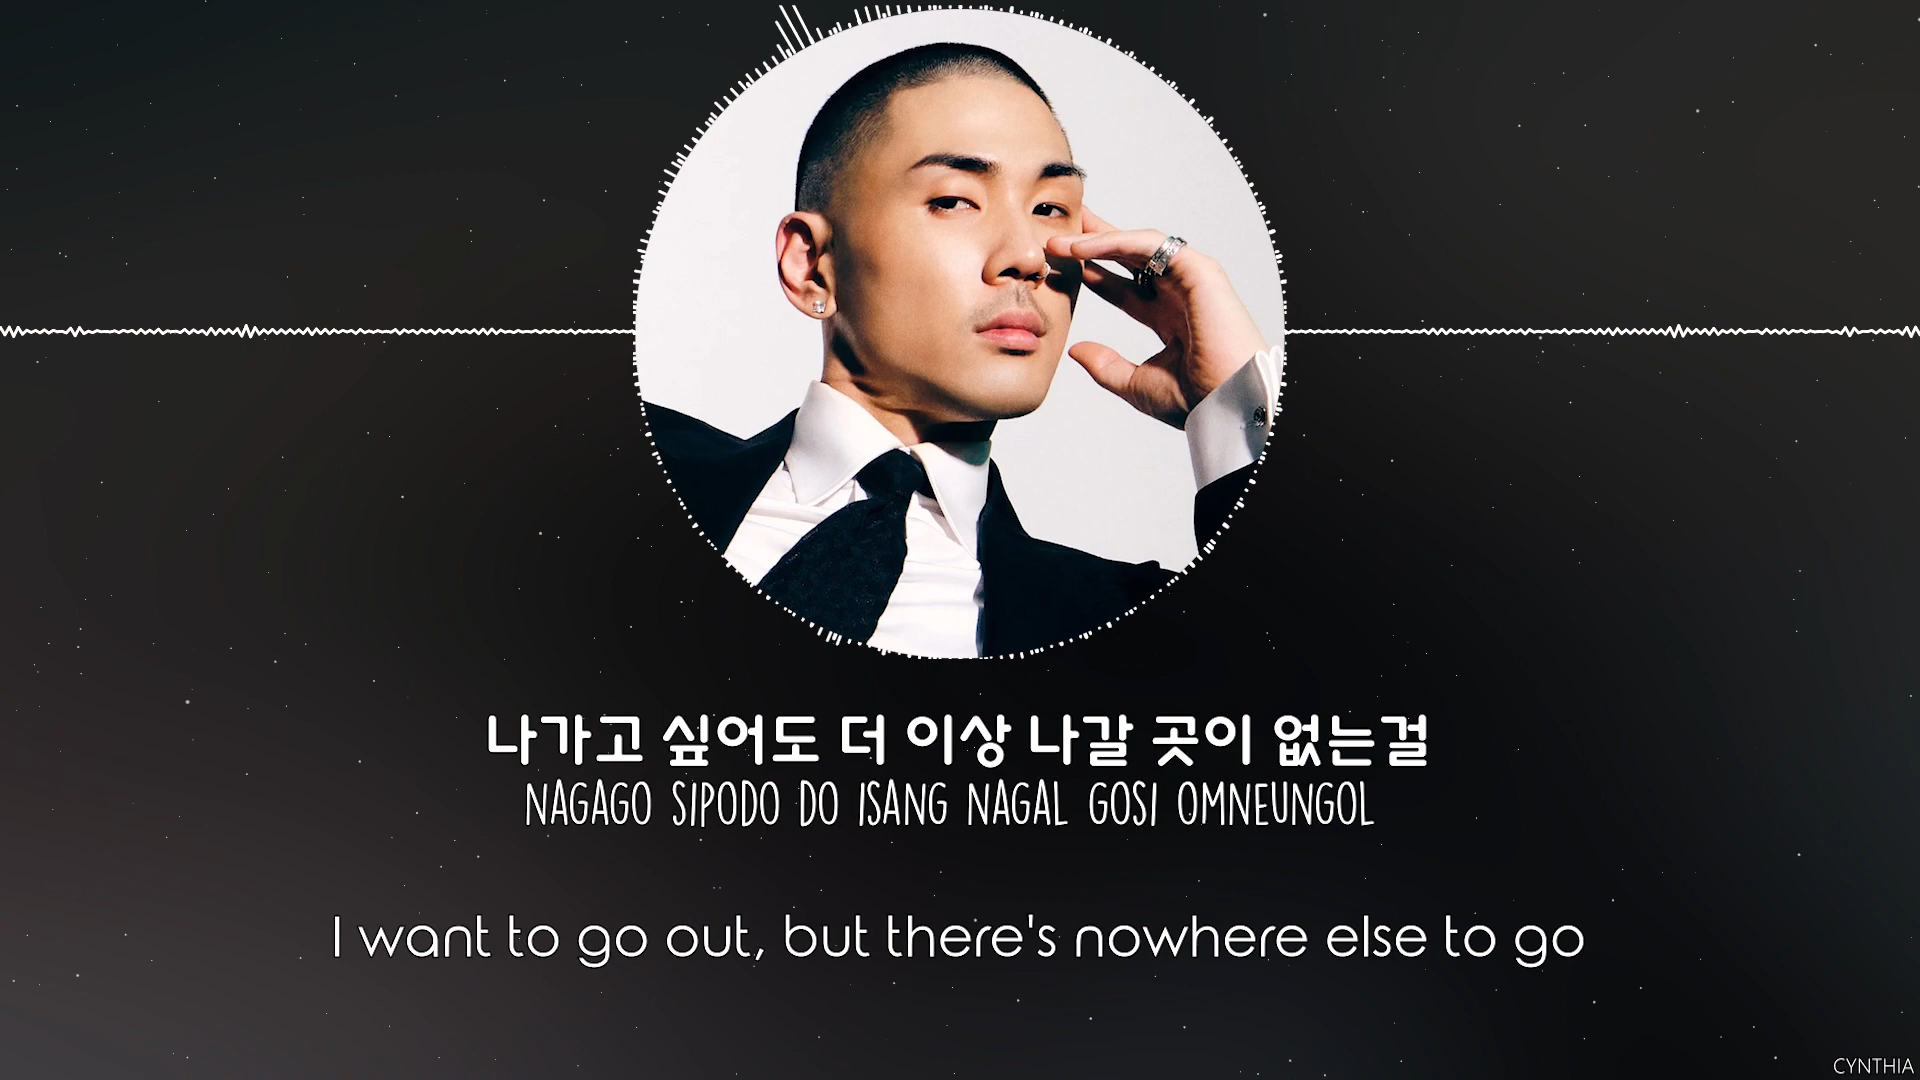 나가고 싶어도 더 이상 나갈 곳이 없는걸
NAGAGO SIPODO DO ISANG NAGAL GOSI OMNEUNGOL
I want to go out, but there's nowhere else to go
CYNTHIA